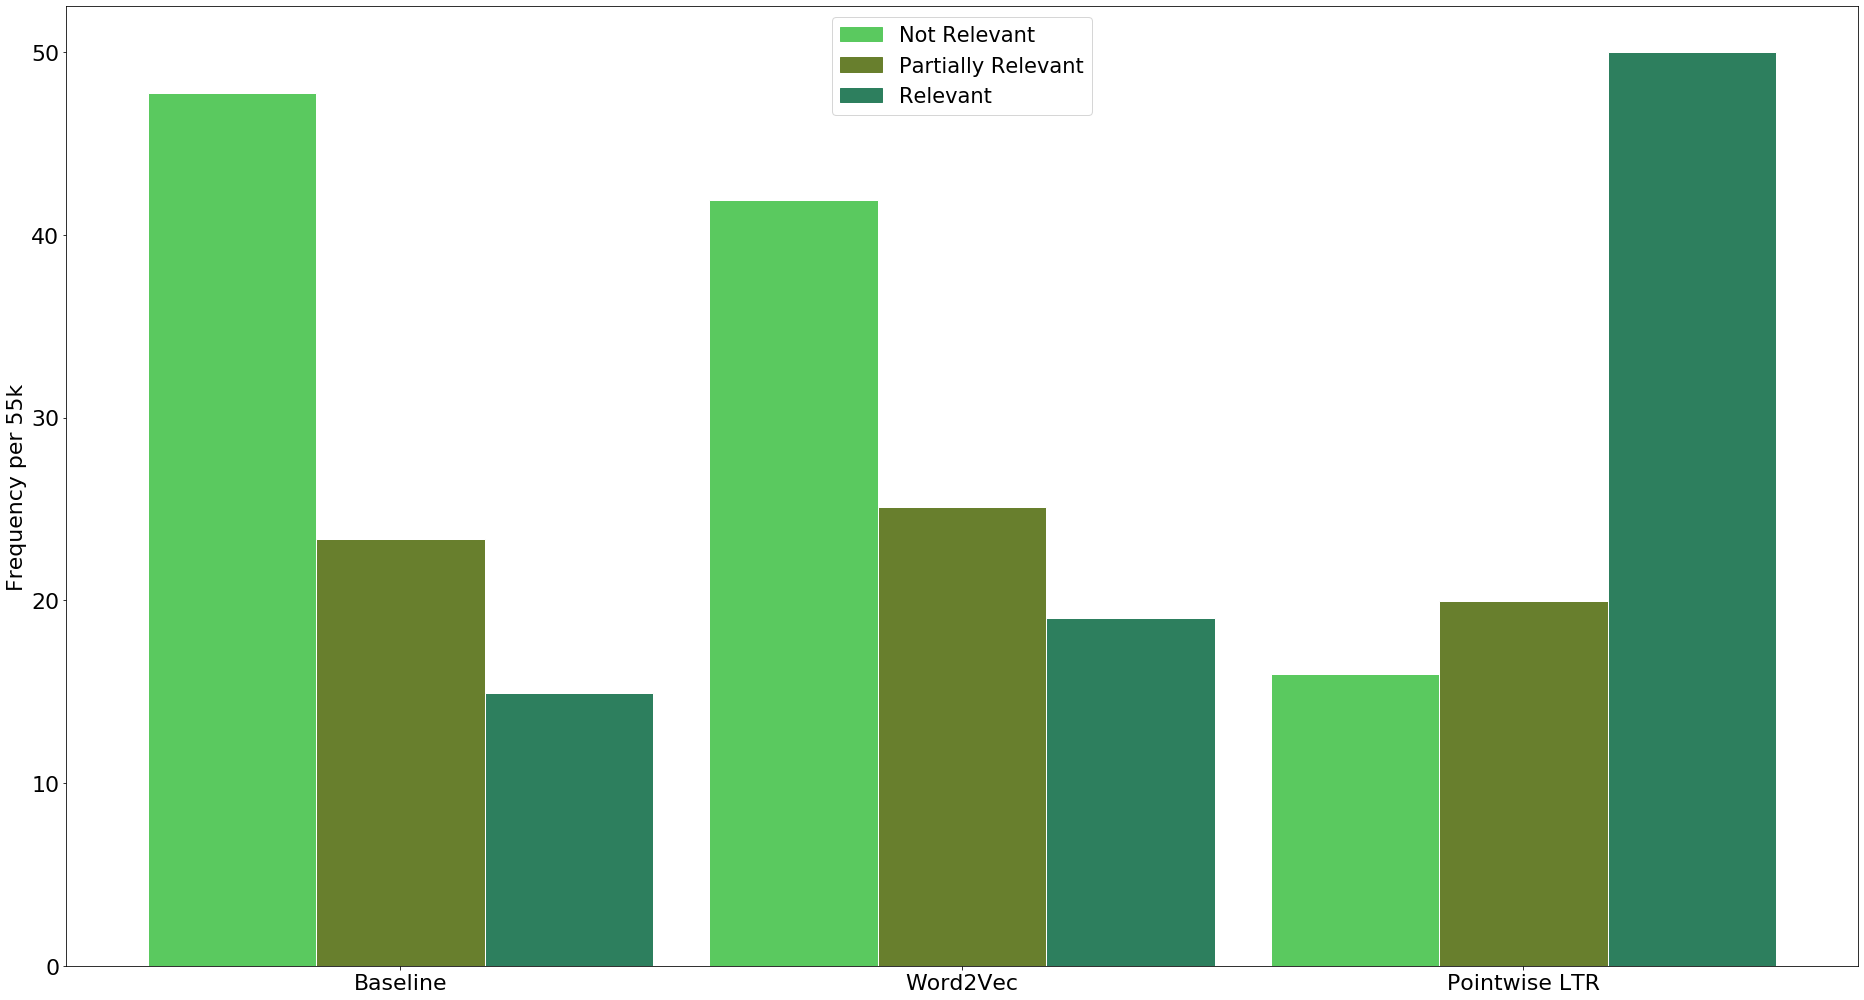 Not Relevant
Partially Relevant
Relevant
Frequency per 55k
50
40
30
20
10
0
Baseline
Word2Vec
Pointwise LTR